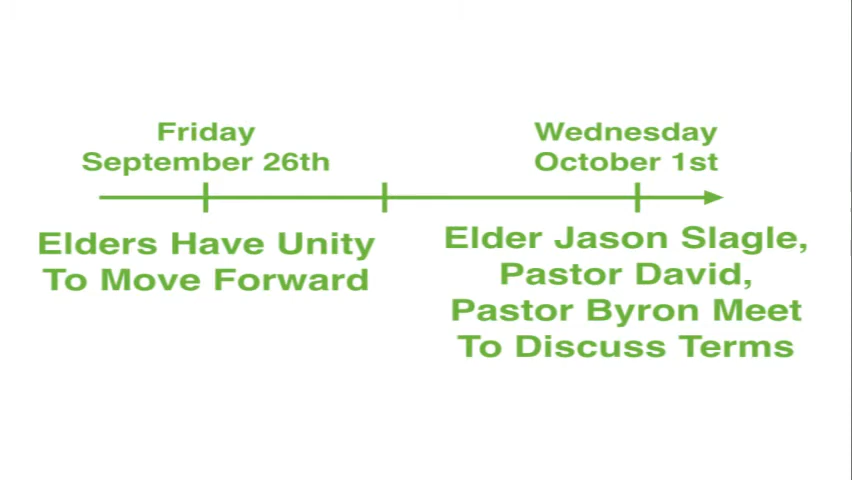 Friday
September 26th
Wednesday
October 1st
Elders Have Unity
To Move Forward
Elder Jason Slagle,
Pastor David,
Pastor Byron Meet
To Discuss Terms